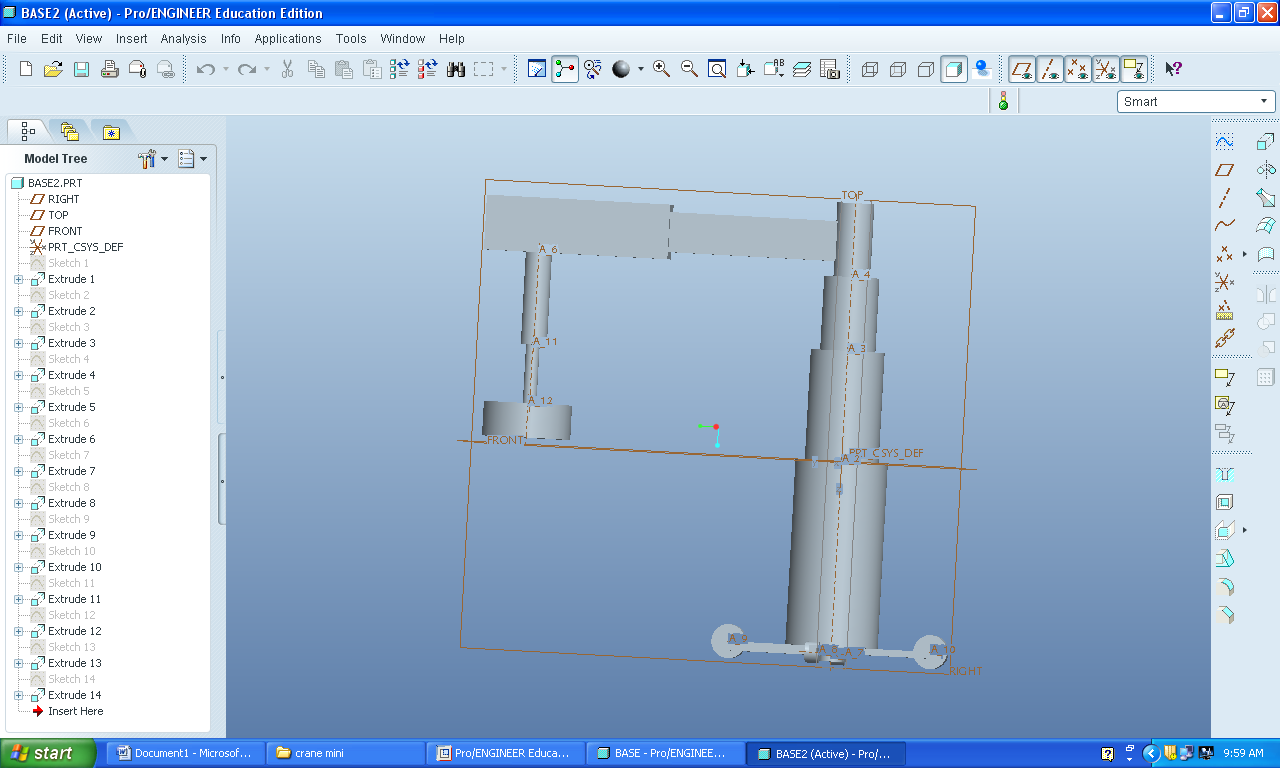 BASE2 (Active) - Pro/ENGINEER Education Edition
File Edit View Insert Analysis Info Applications Tools Window Help
Smart
Model Tree
BASE2.PRT
RIGHT
TOP
FRONT
PRT_CSYS_DEF
Sketch 1
Extrude 1
Sketch 2
Extrude 2
Sketch 3
Extrude 3
Sketch 4
Extrude 4
Sketch 5
Extrude 5
Sketch 6
Extrude 6
Sketch 7
Extrude 7
Sketch 8
Extrude 8
Sketch 9
Extrude 9
Sketch 10
Extrude 10
Sketch 11
Extrude 11
Sketch 12
Extrude 12
Sketch 13
Extrude 13
Sketch 14
Extrude 14
Insert Here
TOP
A_6
A_4
A_11
A_3
A_12
FRONT
PRT_CSYS_DEF
A_2
A_9
A_8
A_7
A_10
RIGHT
start
Document1 - Microsof...
crane mini
Pro/ENGINEER Educa...
BASE - Pro/ENGINEE...
BASE2 (Active) - Pro/...
9:59 AM